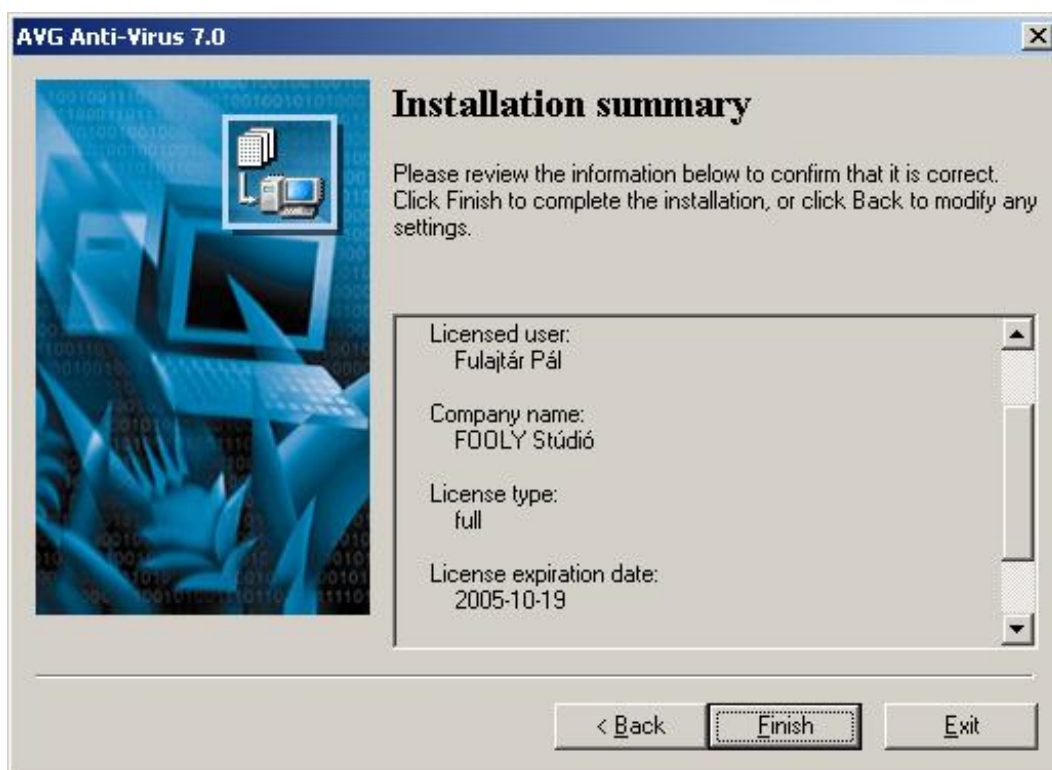 AVG Anti-Virus 7.0
Installation summary
Please review the information below to confirm that it is correct.
Click Finish to complete the installation, or click Back to modify any
settings.
Licensed user:
Fulajtár Pál
Company name:
FOOLY Stúdió
License type:
full
License expiration date:
2005-10-19
< Back
Finish
Exit